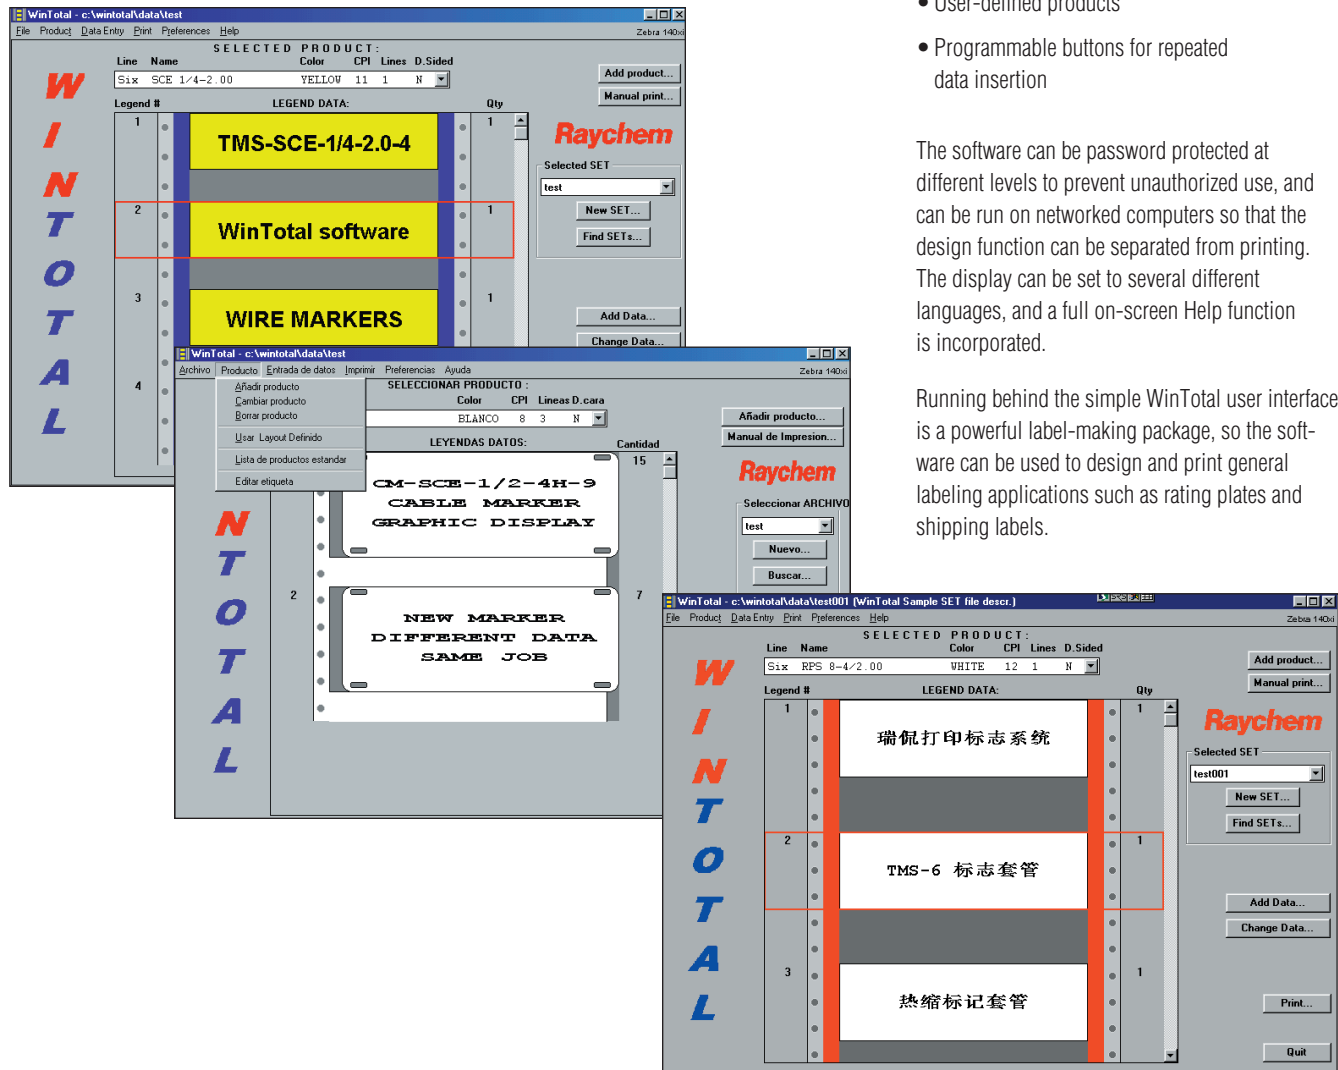 WinTotal - c:\wintotal\data\test
File Product Data Entry Print Preferences Help
Zebra 140xi
SELECTED PRODUCT:
Line Name Color CPI Lines D.Sided
Six SCE 1/4-2.00 YELLOW 11 1 N
Add product...
Manual print...
Legend # LEGEND DATA: Qty
1 TMS-SCE-1/4-2.0-4 1
2 WinTotal software 1
3 WIRE MARKERS 1
4
WINTOTAL
Raychem
Selected SET
test
New SET...
Find SETs...
Add Data...
Change Data...
WinTotal - c:\wintotal\data\test
Archivo Producto Entrada de datos Imprimir Preferencias Ayuda
Zebra 140xi
Añadir producto
Cambiar producto
Borrar producto
Usar Layout Definido
Lista de productos estandar
Editar etiqueta
SELECCIONAR PRODUCTO :
Color CPI Lineas D.cara
BLANCO 8 3 N
Añadir producto...
Manual de Impresion...
LEYENDAS DATOS: Cantidad
15
CM-SCE-1/2-4H-9
CABLE MARKER
GRAPHIC DISPLAY
2 7
NEW MARKER
DIFFERENT DATA
SAME JOB
NTOTAL
Raychem
Seleccionar ARCHIVO
test
Nuevo...
Buscar...
WinTotal - c:\wintotal\data\test001 (WinTotal Sample SET file descr.)
File Product Data Entry Print Preferences Help
Zebra 140xi
SELECTED PRODUCT:
Line Name Color CPI Lines D.Sided
Six RPS 8-4/2.00 WHITE 12 1 N
Add product...
Manual print...
Legend # LEGEND DATA: Qty
1 瑞侃打印标志系统 1
2 TMS-6 标志套管 1
3 热缩标记套管 1
WINTOTAL
Raychem
Selected SET
test001
New SET...
Find SETs...
Add Data...
Change Data...
Print...
Quit
• User-defined products
• Programmable buttons for repeated
data insertion
The software can be password protected at
different levels to prevent unauthorized use, and
can be run on networked computers so that the
design function can be separated from printing.
The display can be set to several different
languages, and a full on-screen Help function
is incorporated.
Running behind the simple WinTotal user interface
is a powerful label-making package, so the soft-
ware can be used to design and print general
labeling applications such as rating plates and
shipping labels.